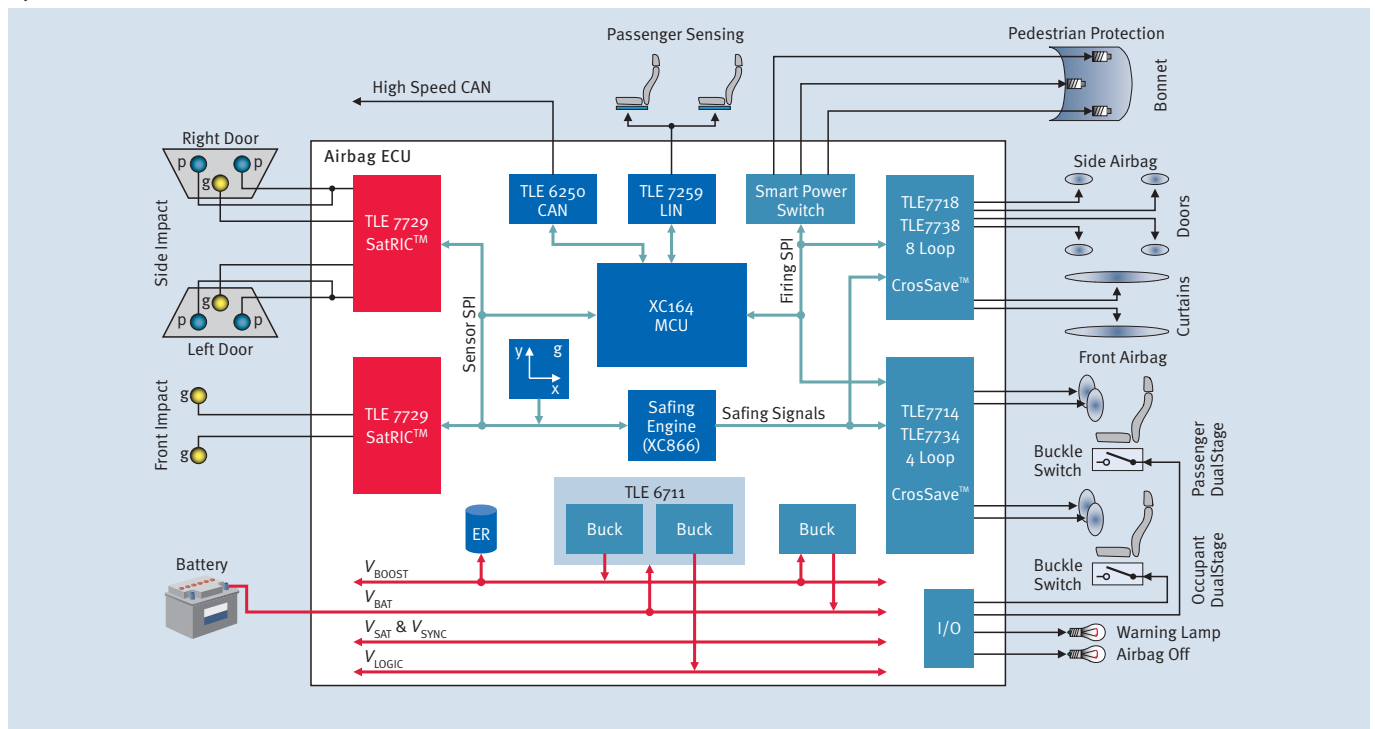 Passenger Sensing
Pedestrian Protection
Bonnet
High Speed CAN
Right Door
p
p
g
Side Impact
g
p
p
Left Door
Front Impact
g
g
Airbag ECU
TLE 7729
SatRIC™
TLE 6250
CAN
TLE 7259
LIN
Smart Power
Switch
TLE7718
TLE7738
8 Loop
CrosSave™
Side Airbag
Doors
Curtains
Sensor SPI
XC164
MCU
Firing SPI
y
g
x
TLE 7729
SatRIC™
Safing
Engine
(XC866)
Safing Signals
TLE7714
TLE7734
4 Loop
CrosSave™
Front Airbag
Buckle
Switch
Passenger
DualStage
Buckle
Switch
Occupant
DualStage
TLE 6711
Buck
Buck
Buck
ER
Battery
VBOOST
VBAT
VSAT & VSYNC
VLOGIC
I/O
Warning Lamp
Airbag Off